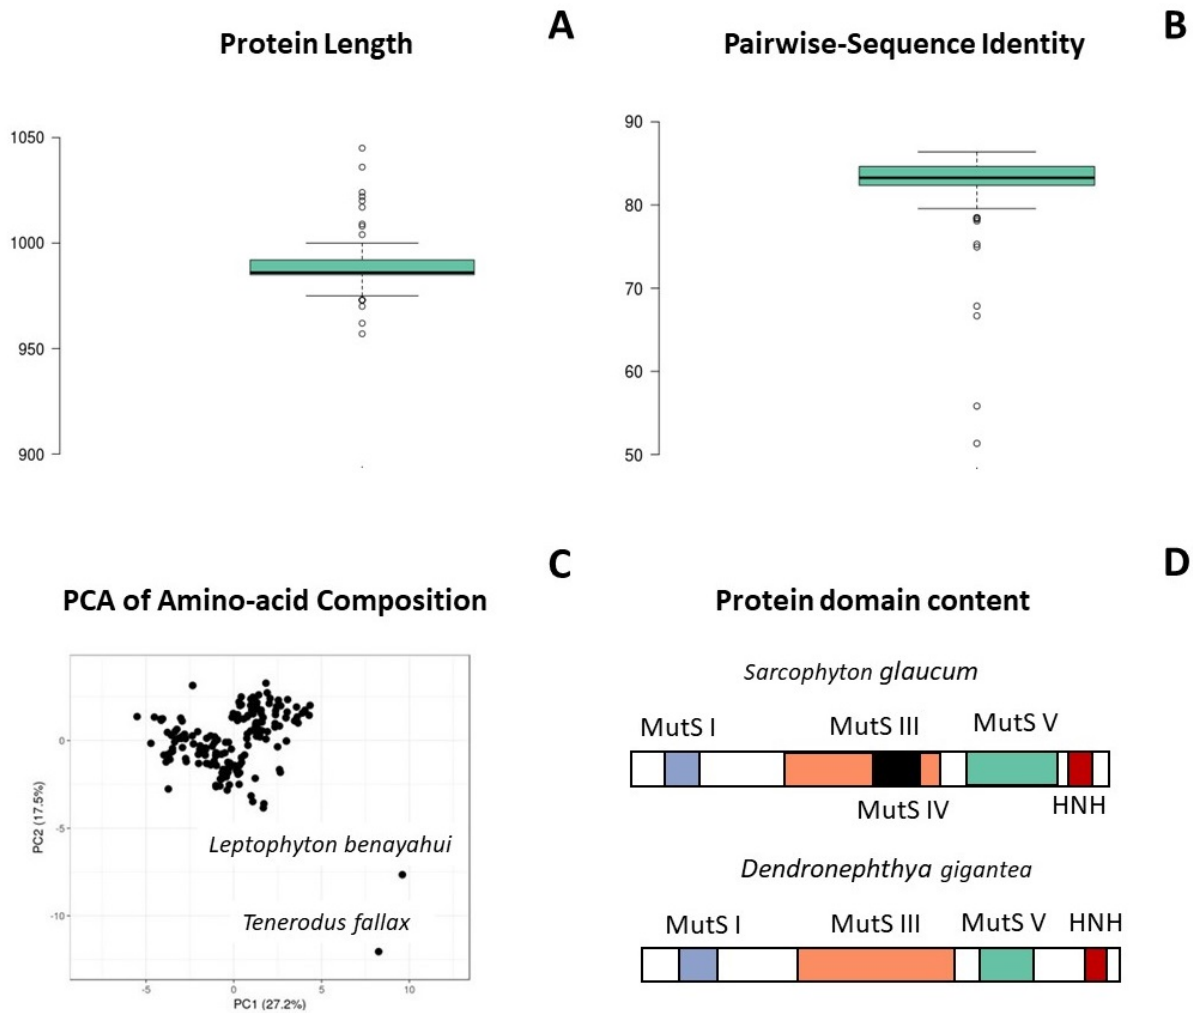 A
Protein Length
1050
1000
950
900
B
Pairwise-Sequence Identity
90
80
70
60
50
C
PCA of Amino-acid Composition
0
-5
-10
PC2 (17.5%)
Leptophyton benayahui
Tenerodus fallax
-5 0 5 10
PC1 (27.2%)
D
Protein domain content
Sarcophyton glaucum
MutS I MutS III MutS V
MutS IV HNH
Dendronephthya gigantea
MutS I MutS III MutS V HNH